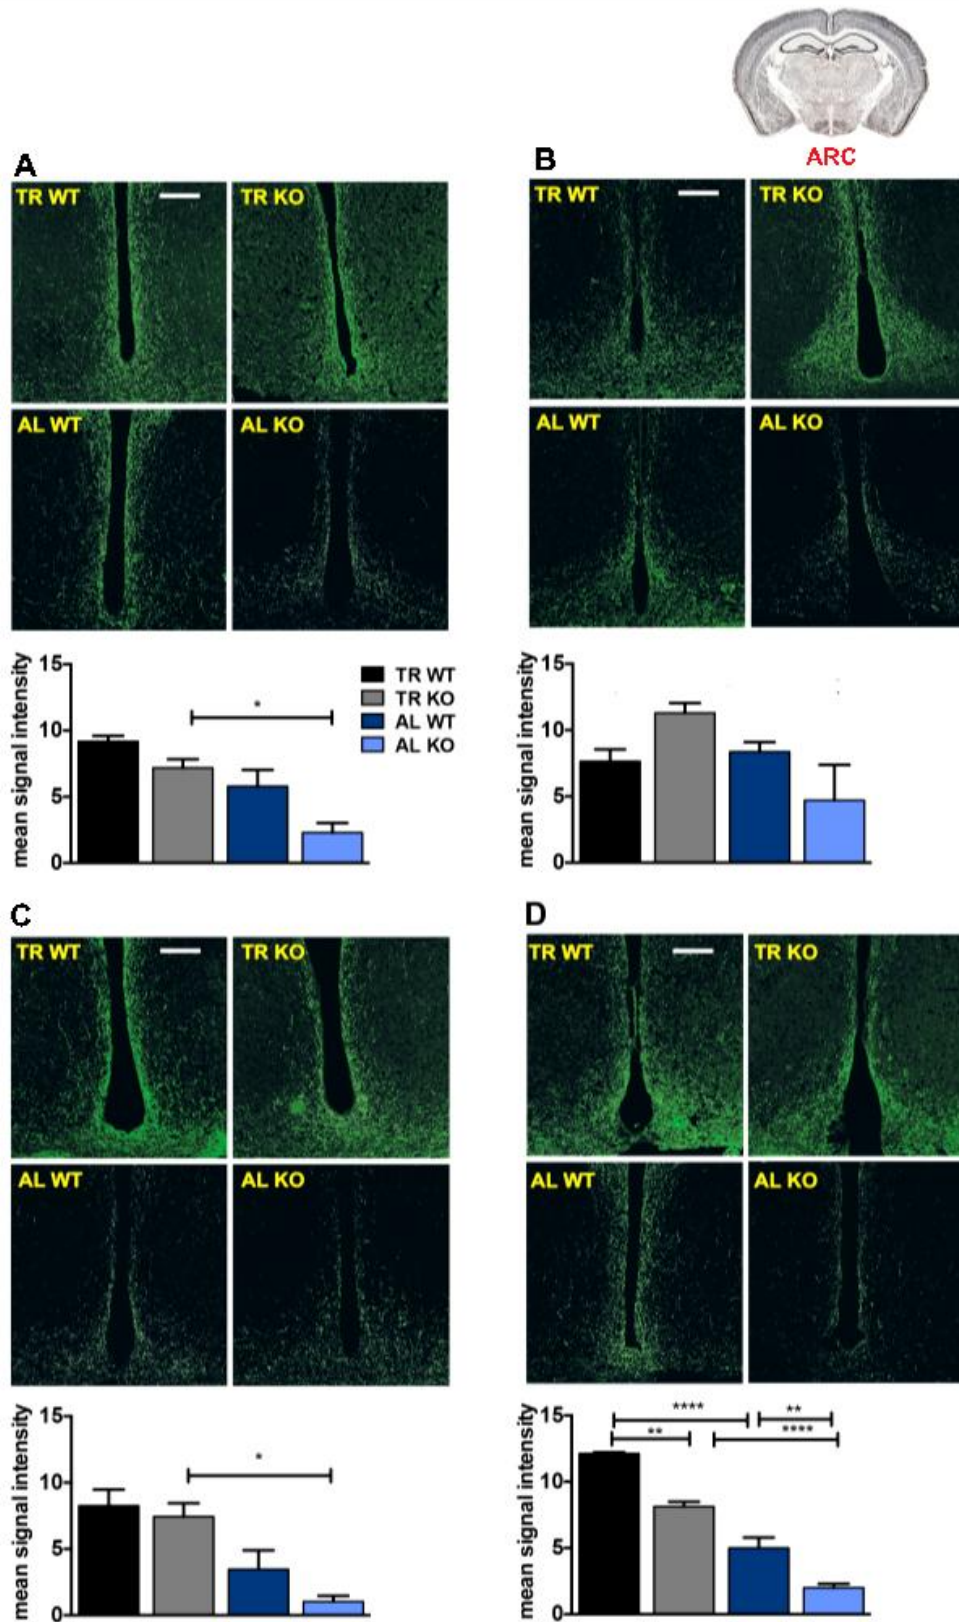 ARC
A
TR WT
TR KO
AL WT
AL KO
mean signal intensity
15
10
5
0
*
TR WT
TR KO
AL WT
AL KO
B
TR WT
TR KO
AL WT
AL KO
mean signal intensity
15
10
5
0
C
TR WT
TR KO
AL WT
AL KO
mean signal intensity
15
10
5
0
*
D
TR WT
TR KO
AL WT
AL KO
mean signal intensity
15
10
5
0
****
**
**
****